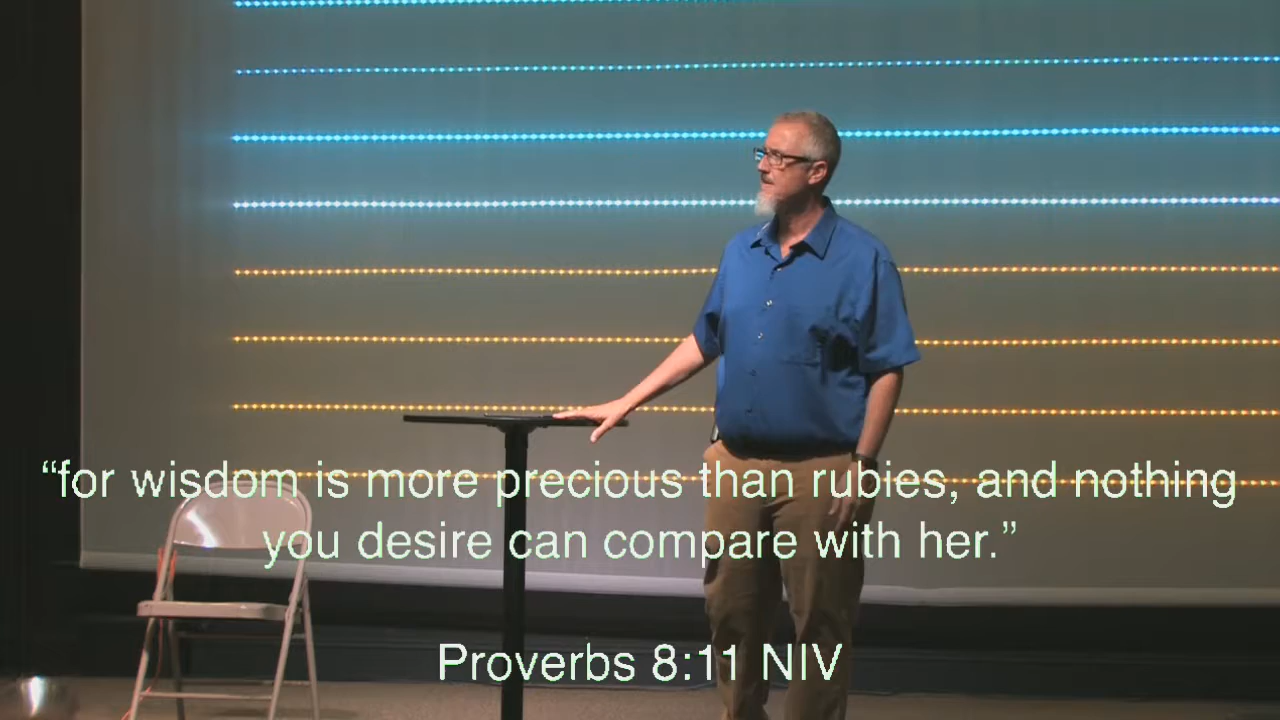 “for wisdom is more precious than rubies, and nothing
you desire can compare with her.”
Proverbs 8:11 NIV